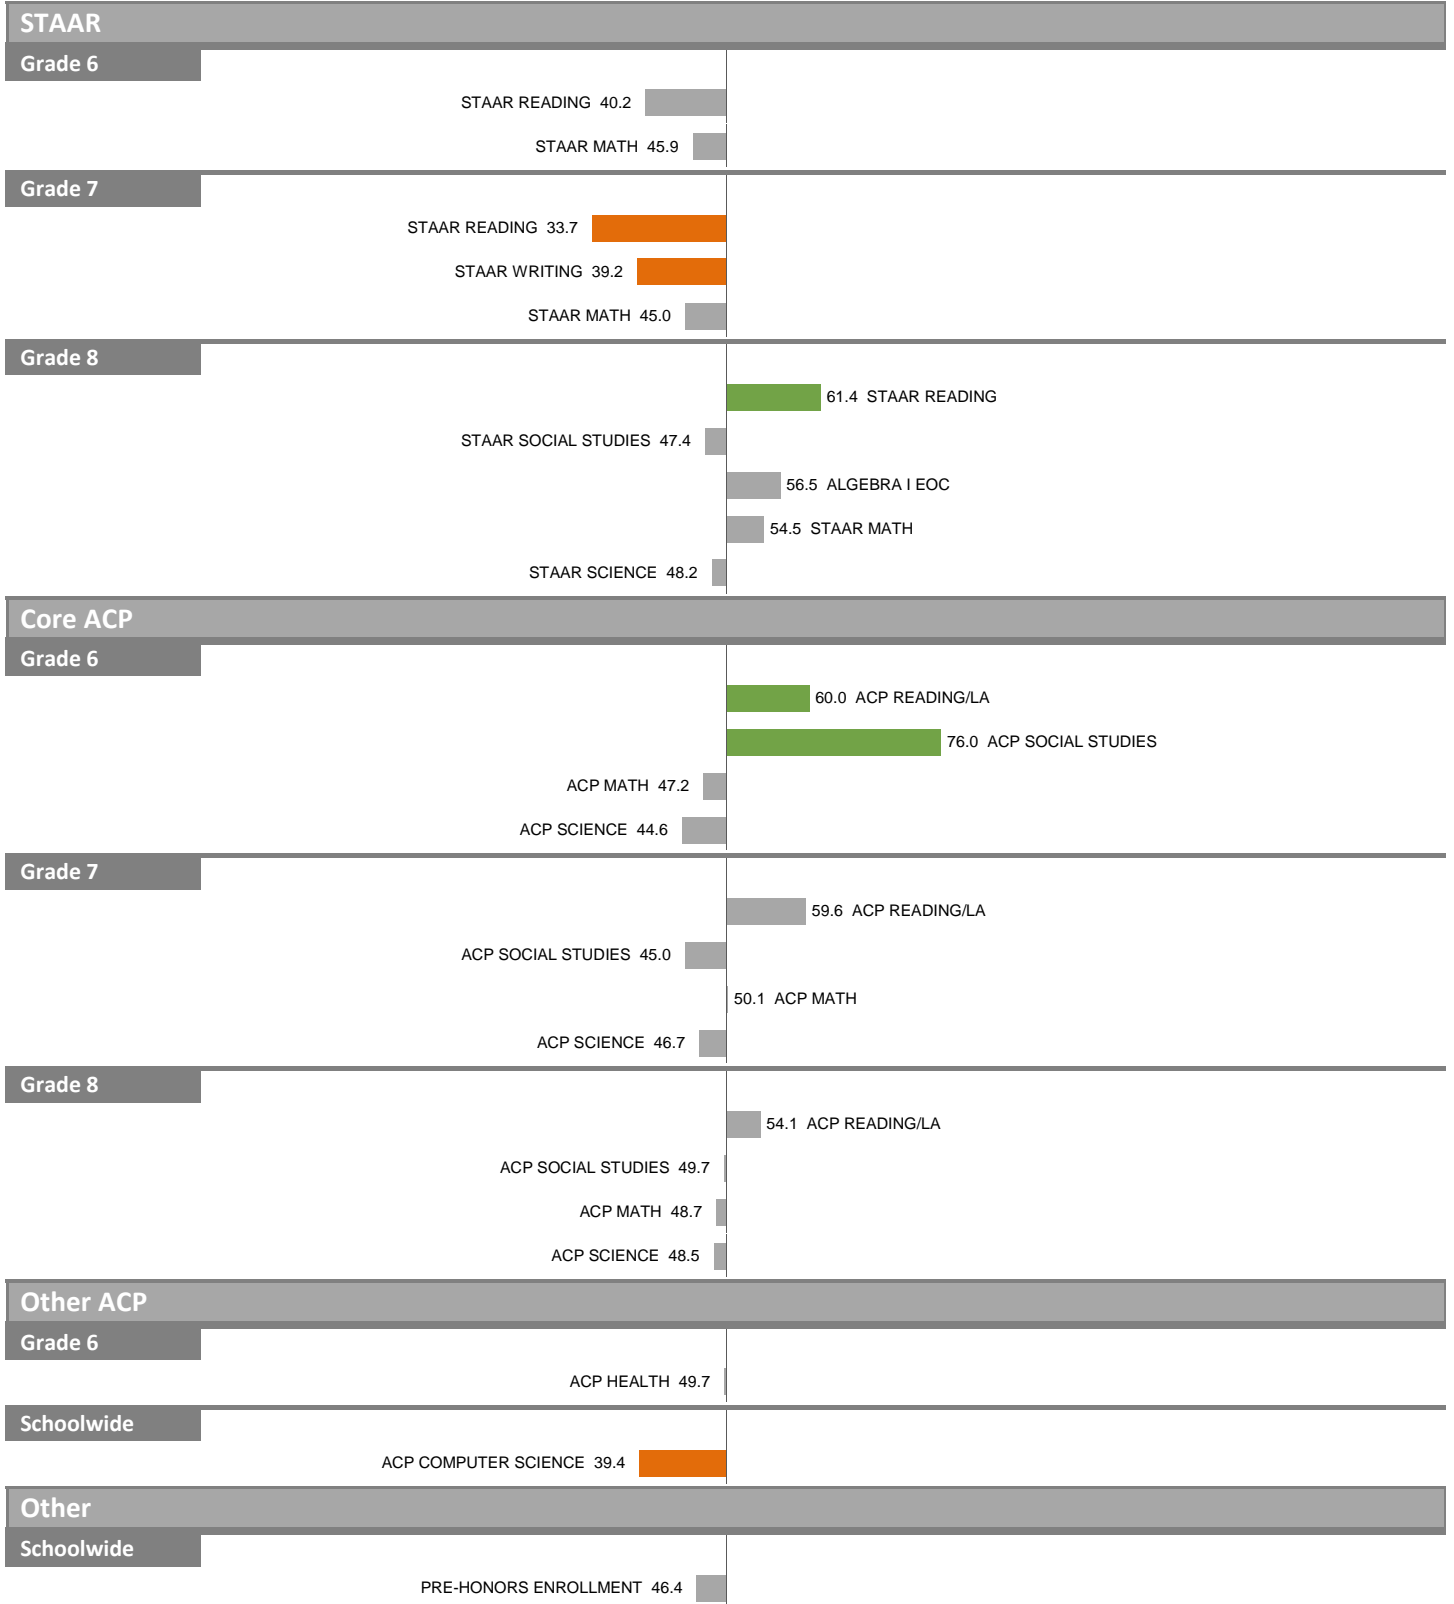 STAAR
Grade 6
STAAR READING 40.2
STAAR MATH 45.9
Grade 7
STAAR READING 33.7
STAAR WRITING 39.2
STAAR MATH 45.0
Grade 8
61.4 STAAR READING
STAAR SOCIAL STUDIES 47.4
56.5 ALGEBRA I EOC
54.5 STAAR MATH
STAAR SCIENCE 48.2
Core ACP
Grade 6
60.0 ACP READING/LA
76.0 ACP SOCIAL STUDIES
ACP MATH 47.2
ACP SCIENCE 44.6
Grade 7
59.6 ACP READING/LA
ACP SOCIAL STUDIES 45.0
50.1 ACP MATH
ACP SCIENCE 46.7
Grade 8
54.1 ACP READING/LA
ACP SOCIAL STUDIES 49.7
ACP MATH 48.7
ACP SCIENCE 48.5
Other ACP
Grade 6
ACP HEALTH 49.7
Schoolwide
ACP COMPUTER SCIENCE 39.4
Other
Schoolwide
PRE-HONORS ENROLLMENT 46.4